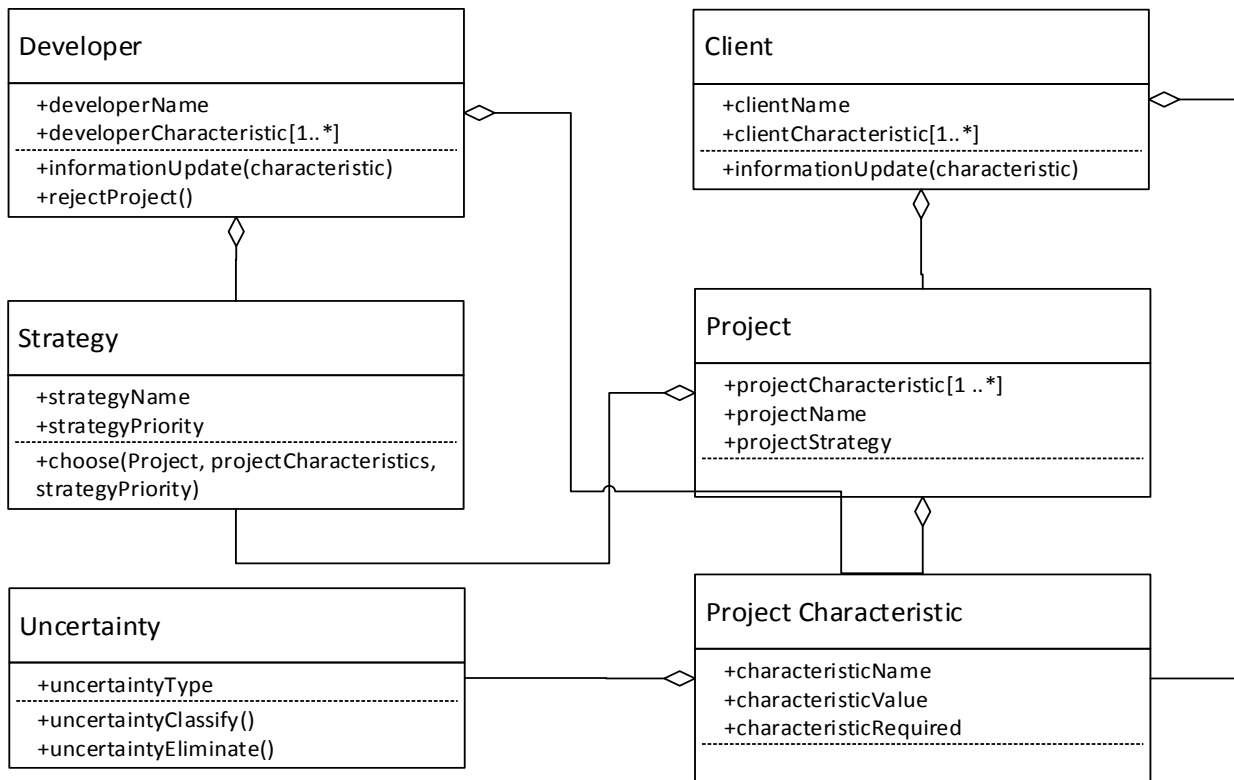 Developer
+developerName
+developerCharacteristic[1..*]
+informationUpdate(characteristic)
+rejectProject()
Client
+clientName
+clientCharacteristic[1..*]
+informationUpdate(characteristic)
Strategy
+strategyName
+strategyPriority
+choose(Project, projectCharacteristics,
strategyPriority)
Project
+projectCharacteristic[1 ..*]
+projectName
+projectStrategy
Uncertainty
+uncertaintyType
+uncertaintyClassify()
+uncertaintyEliminate()
Project Characteristic
+characteristicName
+characteristicValue
+characteristicRequired